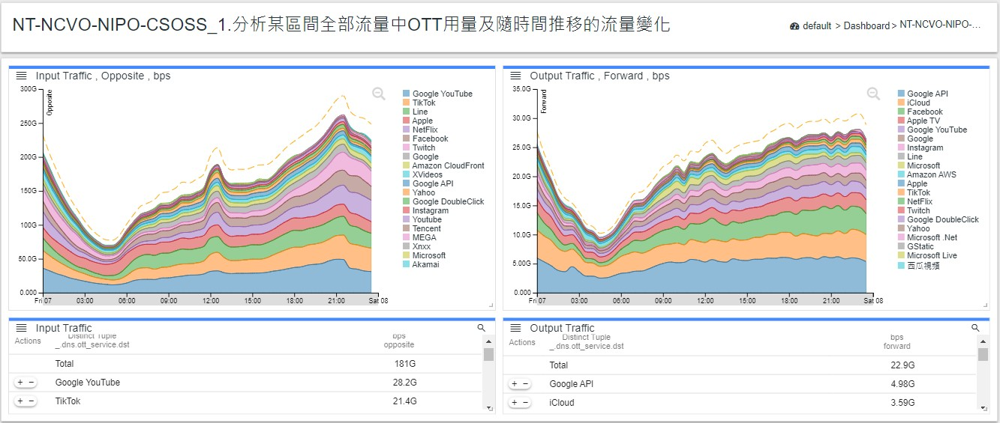 NT-NCVO-NIPO-CSOSS_1.分析某區間全部流量中OTT用量及隨時間推移的流量變化
default > Dashboard > NT-NCVO-NIPO-...
Input Traffic , Opposite , bps
300G
250G
200G
150G
100G
50.0G
0.000
Opposite
Fri 07
03:00
06:00
09:00
12:00
15:00
18:00
21:00
Sat 08
Google YouTube
TikTok
Line
Apple
NetFlix
Facebook
Twitch
Google
Amazon CloudFront
XVideos
Google API
Yahoo
Google DoubleClick
Instagram
Youtube
Tencent
MEGA
Xnxx
Microsoft
Akamai
Output Traffic , Forward , bps
35.0G
30.0G
25.0G
20.0G
15.0G
10.0G
5.00G
0.000
Forward
Fri 07
03:00
06:00
09:00
12:00
15:00
18:00
21:00
Sat 08
Google API
iCloud
Facebook
Apple TV
Google YouTube
Google
Instagram
Line
Microsoft
Amazon AWS
Apple
TikTok
NetFlix
Twitch
Google DoubleClick
Yahoo
Microsoft .Net
GStatic
Microsoft Live
西瓜視頻
Input Traffic
Actions
Distinct Tuple
_.dns.ott_service.dst
bps
opposite
Total 181G
+ − Google YouTube 28.2G
+ − TikTok 21.4G
Output Traffic
Actions
Distinct Tuple
_.dns.ott_service.dst
bps
forward
Total 22.9G
+ − Google API 4.98G
+ − iCloud 3.59G